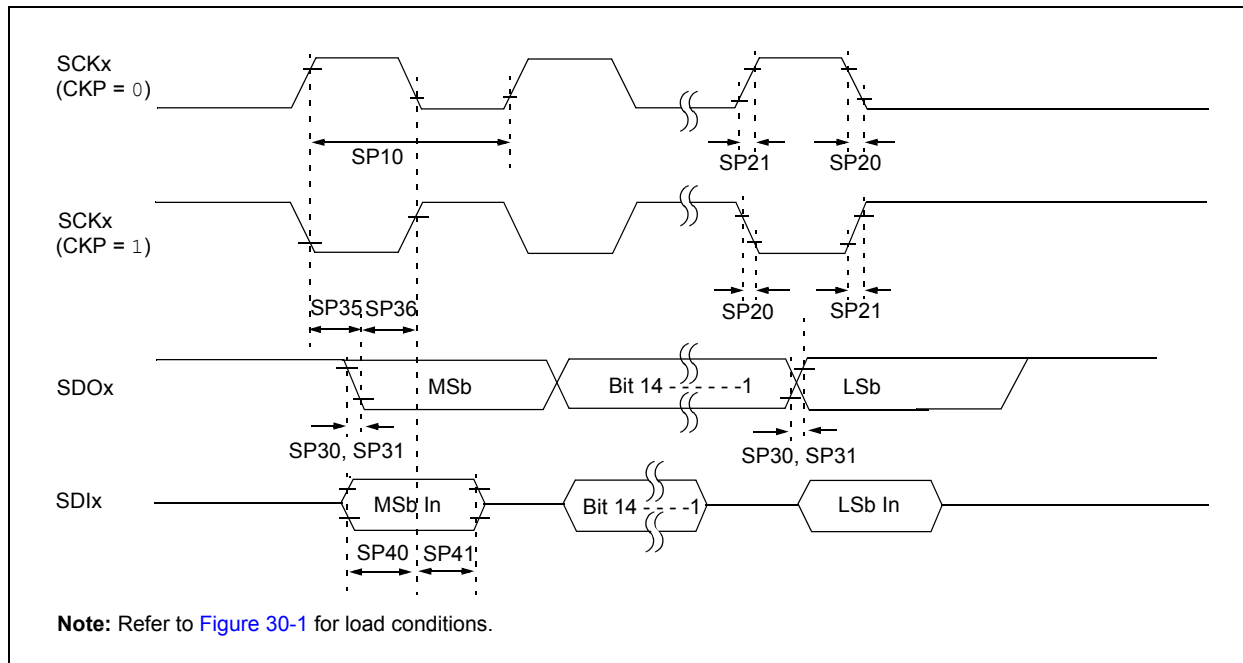 SCKx
(CKP = 0)
SP10
SP21
SP20
SCKx
(CKP = 1)
SP35
SP36
SP20
SP21
SDOx
MSb
Bit 14 - - - - - -1
LSb
SP30, SP31
SP30, SP31
SDIx
MSb In
Bit 14 - - - -1
LSb In
SP40
SP41
Note: Refer to Figure 30-1 for load conditions.